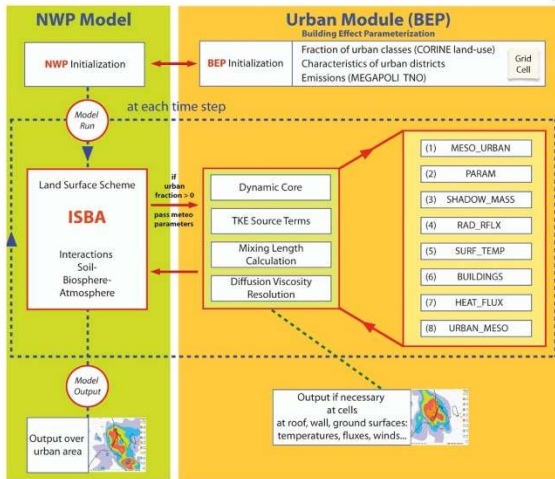 NWP Model
Urban Module (BEP)
Building Effect Parameterization
NWP Initialization
BEP Initialization
Fraction of urban classes (CORINE land-use)
Characteristics of urban districts
Emissions (MEGAPOLI TNO)
Grid
Cell
Model
Run
at each time step
Land Surface Scheme
ISBA
Interactions
Soil-
Biosphere-
Atmosphere
if
urban
fraction > 0
pass meteo
parameters
Dynamic Core
TKE Source Terms
Mixing Length
Calculation
Diffusion Viscosity
Resolution
(1) MESO_URBAN
(2) PARAM
(3) SHADOW_MASS
(4) RAD_RFLX
(5) SURF_TEMP
(6) BUILDINGS
(7) HEAT_FLUX
(8) URBAN_MESO
Model
Output
Output over
urban area
Output if necessary
at cells
at roof, wall, ground surfaces:
temperatures, fluxes, winds...